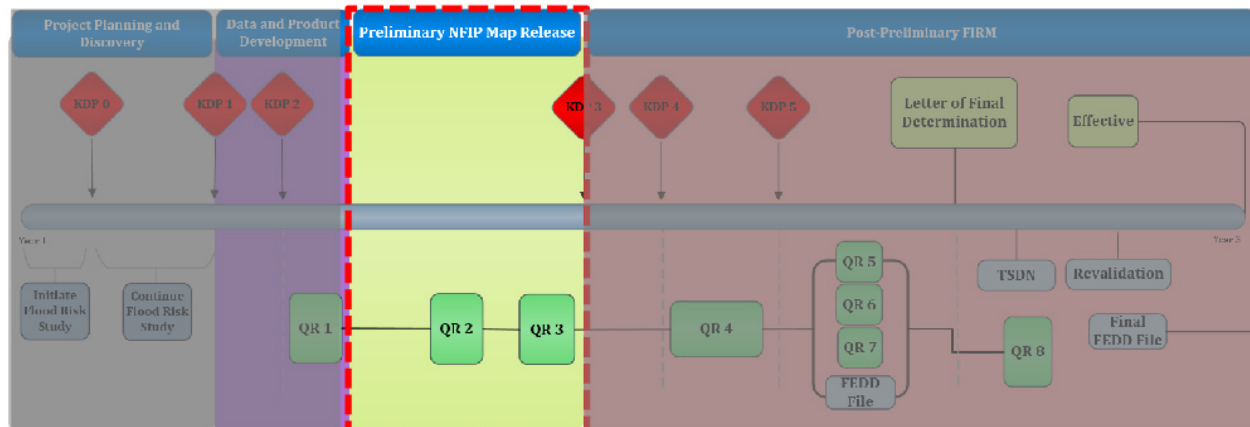 Project Planning and
Discovery
Data and Product
Development
Preliminary NFIP Map Release
Post-Preliminary FIRM
KDP 0
KDP 1
KDP 2
KDP 3
KDP 4
KDP 5
Letter of Final
Determination
Effective
Year 1
Year 3
Initiate
Flood Risk
Study
Continue
Flood Risk
Study
QR 1
QR 2
QR 3
QR 4
QR 5
QR 6
QR 7
FEDD
File
QR 8
TSDN
Revalidation
Final
FEDD File